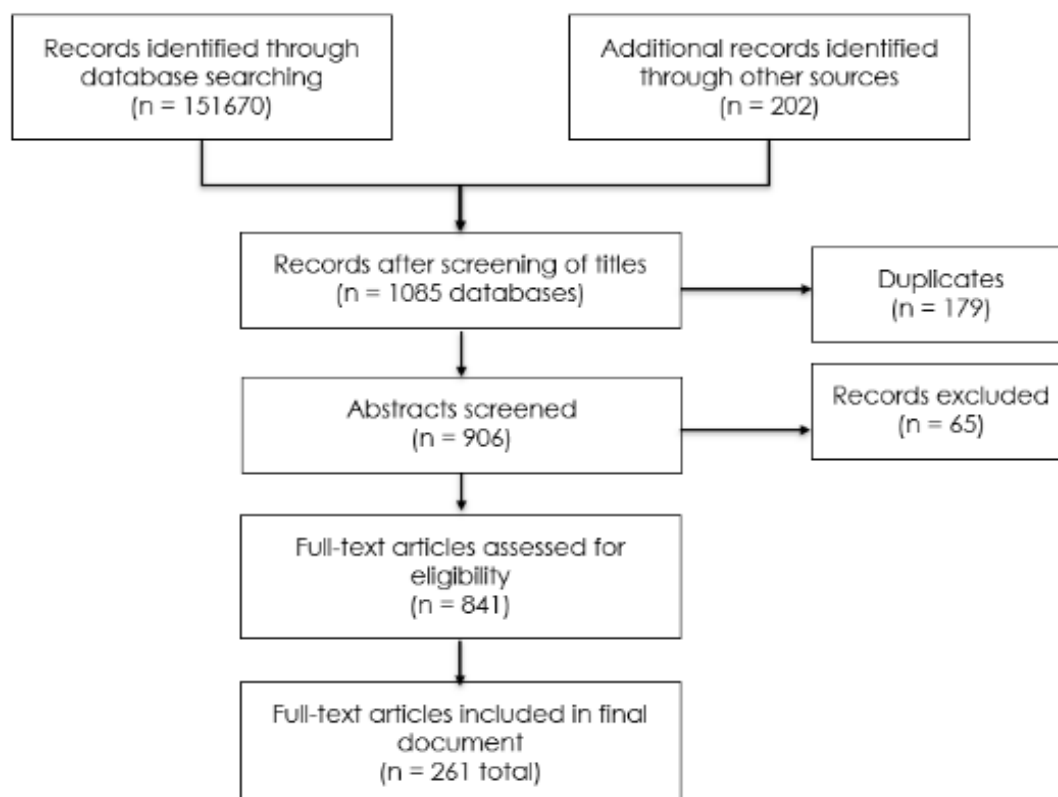 Records identified through
database searching
(n = 151670)
Additional records identified
through other sources
(n = 202)
Records after screening of titles
(n = 1085 databases)
Duplicates
(n = 179)
Abstracts screened
(n = 906)
Records excluded
(n = 65)
Full-text articles assessed for
eligibility
(n = 841)
Full-text articles included in final
document
(n = 261 total)